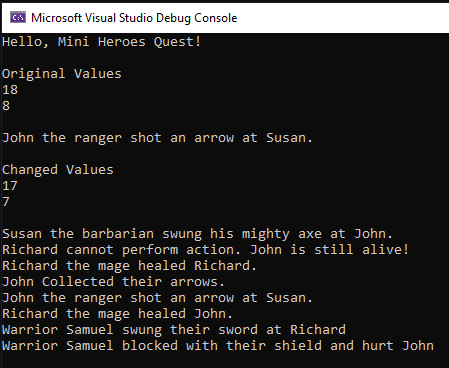 Microsoft Visual Studio Debug Console
Hello, Mini Heroes Quest!
Original Values
18
8
John the ranger shot an arrow at Susan.
Changed Values
17
7
Susan the barbarian swung his mighty axe at John.
Richard cannot perform action. John is still alive!
Richard the mage healed Richard.
John Collected their arrows.
John the ranger shot an arrow at Susan.
Richard the mage healed John.
Warrior Samuel swung their sword at Richard
Warrior Samuel blocked with their shield and hurt John